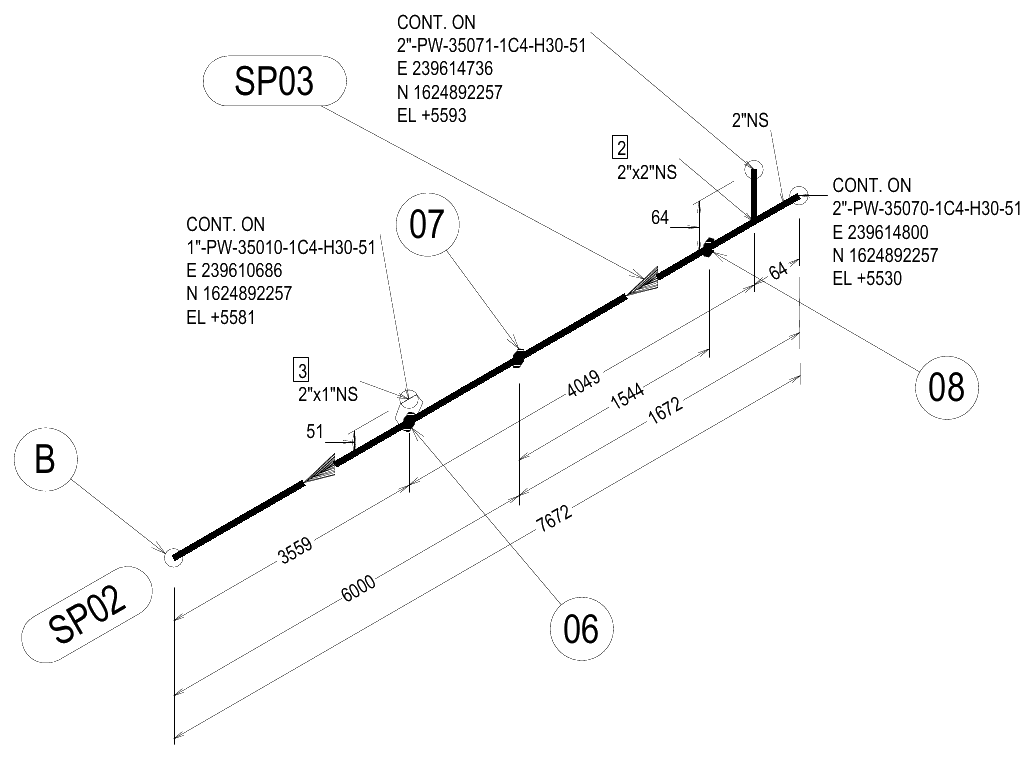 CONT. ON
2"-PW-35071-1C4-H30-51
E 239614736
N 1624892257
EL +5593
SP03
2"NS
2
2"x2"NS
CONT. ON
2"-PW-35070-1C4-H30-51
E 239614800
N 1624892257
EL +5530
64
07
CONT. ON
1"-PW-35010-1C4-H30-51
E 239610686
N 1624892257
EL +5581
64
3
2"x1"NS
4049
1544
1672
08
51
B
7672
3559
6000
SP02
06